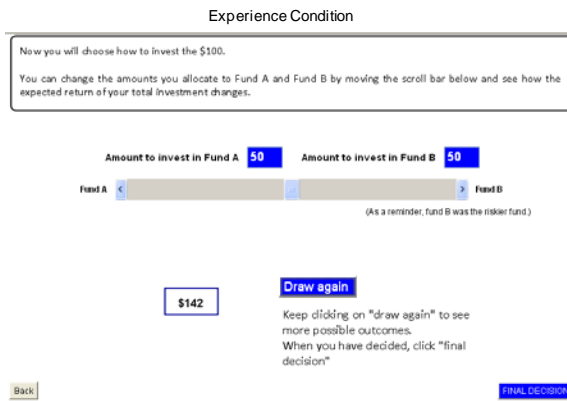 Experience Condition
Now you will choose how to invest the $100.
You can change the amounts you allocate to Fund A and Fund B by moving the scroll bar below and see how the
expected return of your total investment changes.
Amount to invest in Fund A 50 Amount to invest in Fund B 50
Fund A < > Fund B
(As a reminder, fund B was the riskier fund.)
$142
Draw again
Keep clicking on "draw again" to see
more possible outcomes.
When you have decided, click "final
decision"
Back
FINAL DECISION